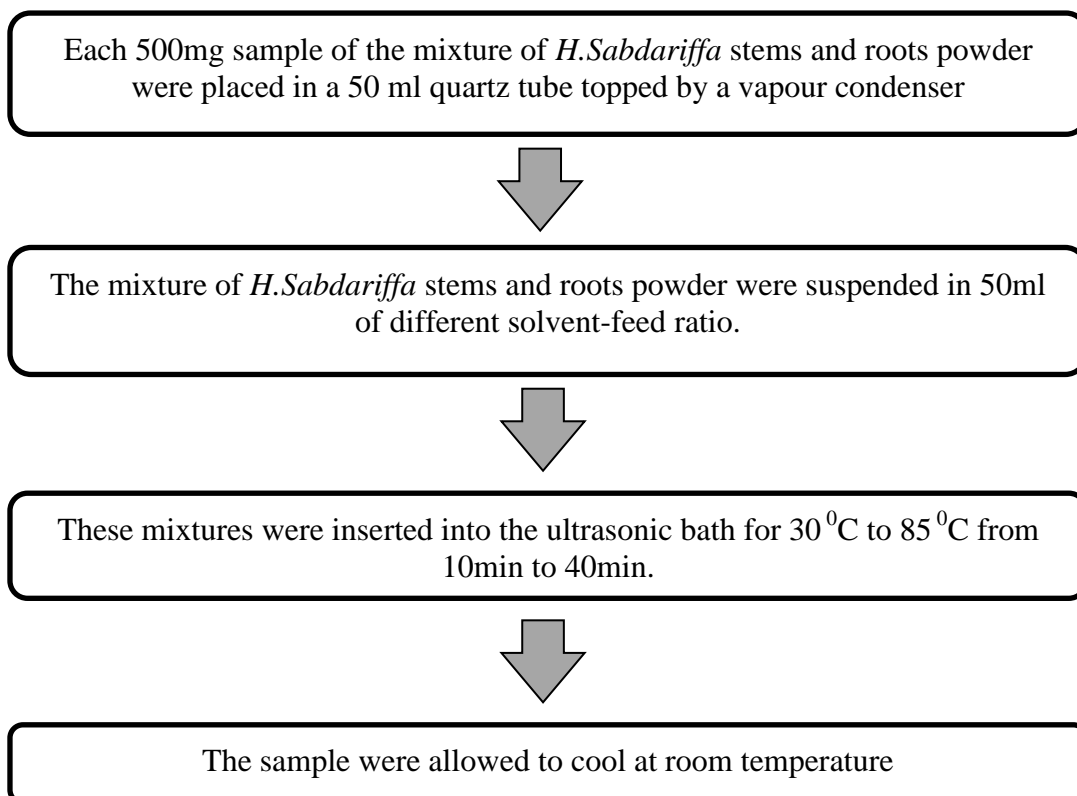 Each 500mg sample of the mixture of H.Sabdariffa stems and roots powder
were placed in a 50 ml quartz tube topped by a vapour condenser
The mixture of H.Sabdariffa stems and roots powder were suspended in 50ml
of different solvent-feed ratio.
These mixtures were inserted into the ultrasonic bath for 30 ⁰C to 85 ⁰C from
10min to 40min.
The sample were allowed to cool at room temperature